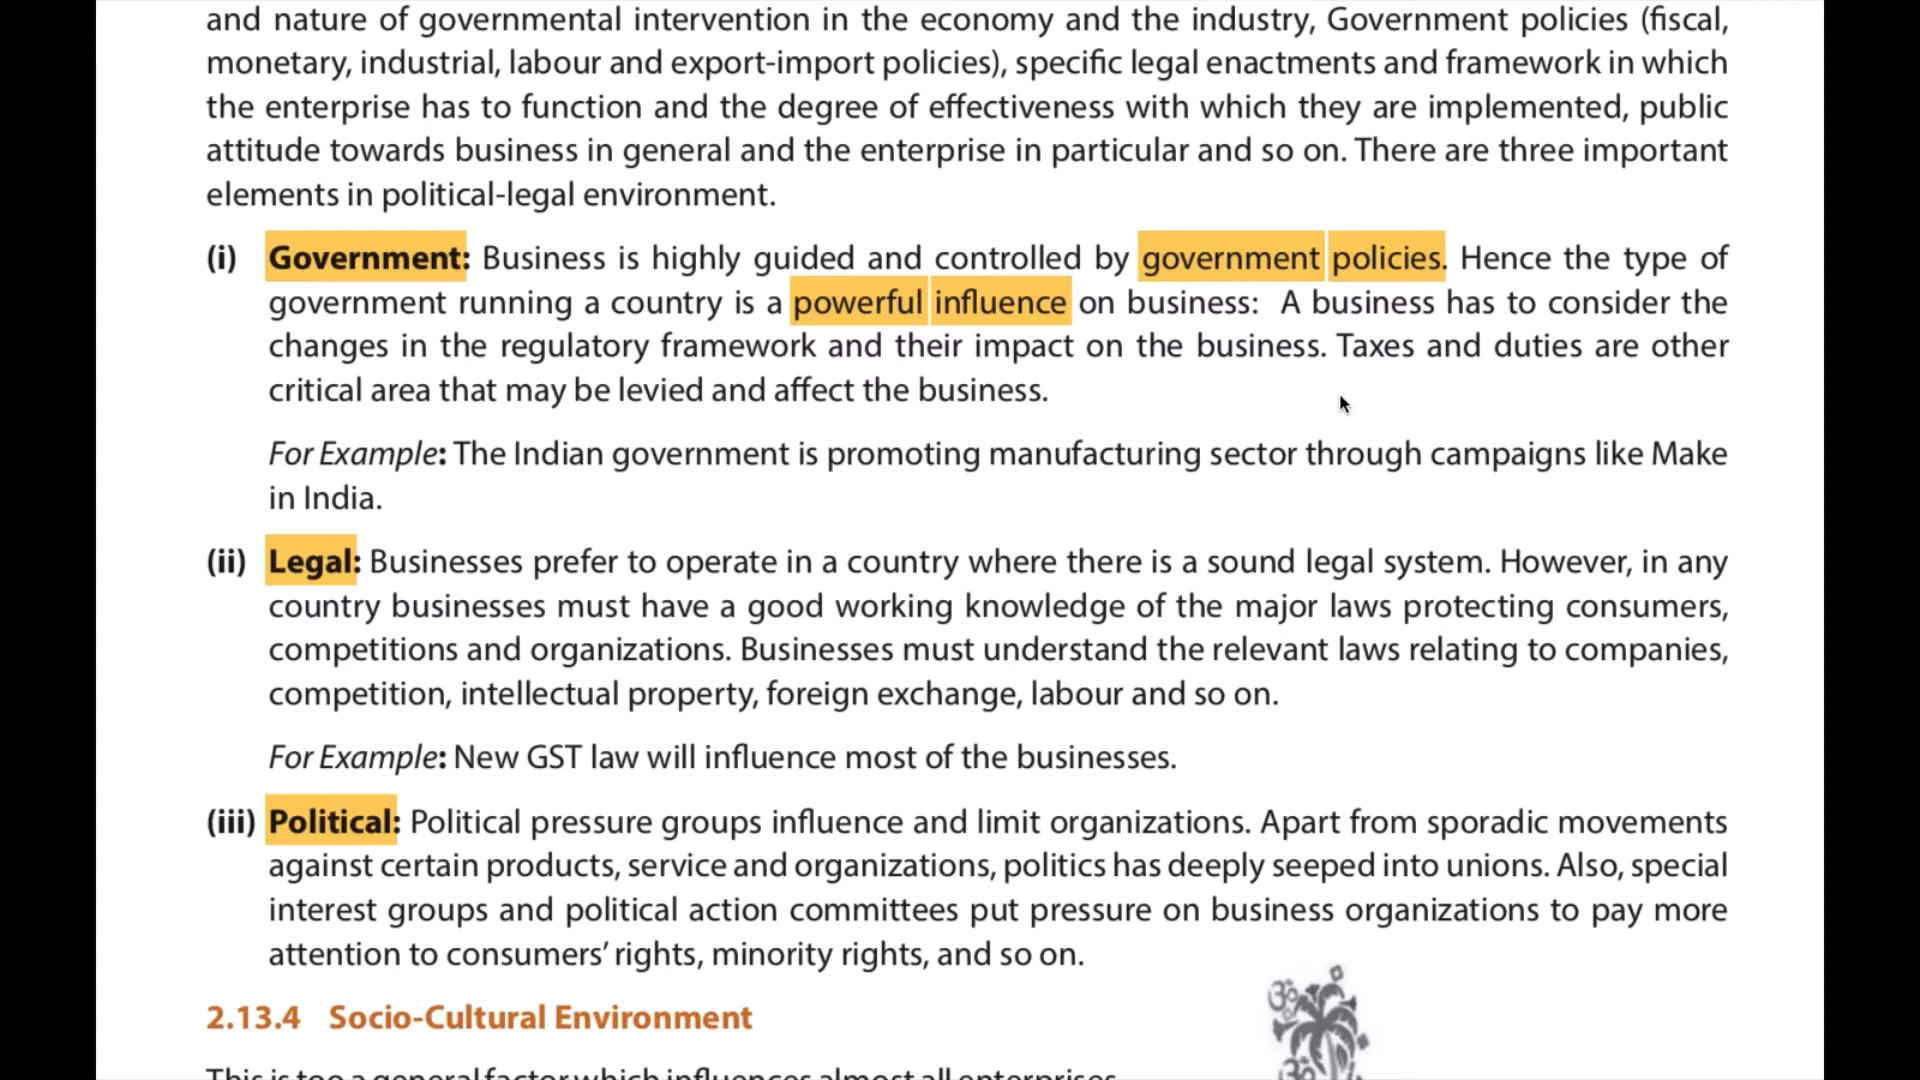 and nature of governmental intervention in the economy and the industry, Government policies (fiscal,
monetary, industrial, labour and export-import policies), specific legal enactments and framework in which
the enterprise has to function and the degree of effectiveness with which they are implemented, public
attitude towards business in general and the enterprise in particular and so on. There are three important
elements in political-legal environment.
(i) Government: Business is highly guided and controlled by government policies. Hence the type of
government running a country is a powerful influence on business: A business has to consider the
changes in the regulatory framework and their impact on the business. Taxes and duties are other
critical area that may be levied and affect the business.
For Example: The Indian government is promoting manufacturing sector through campaigns like Make
in India.
(ii) Legal: Businesses prefer to operate in a country where there is a sound legal system. However, in any
country businesses must have a good working knowledge of the major laws protecting consumers,
competitions and organizations. Businesses must understand the relevant laws relating to companies,
competition, intellectual property, foreign exchange, labour and so on.
For Example: New GST law will influence most of the businesses.
(iii) Political: Political pressure groups influence and limit organizations. Apart from sporadic movements
against certain products, service and organizations, politics has deeply seeped into unions. Also, special
interest groups and political action committees put pressure on business organizations to pay more
attention to consumers’ rights, minority rights, and so on.
2.13.4 Socio-Cultural Environment
This is too a general factor which influences almost all enterprises
ॐ
ॐ